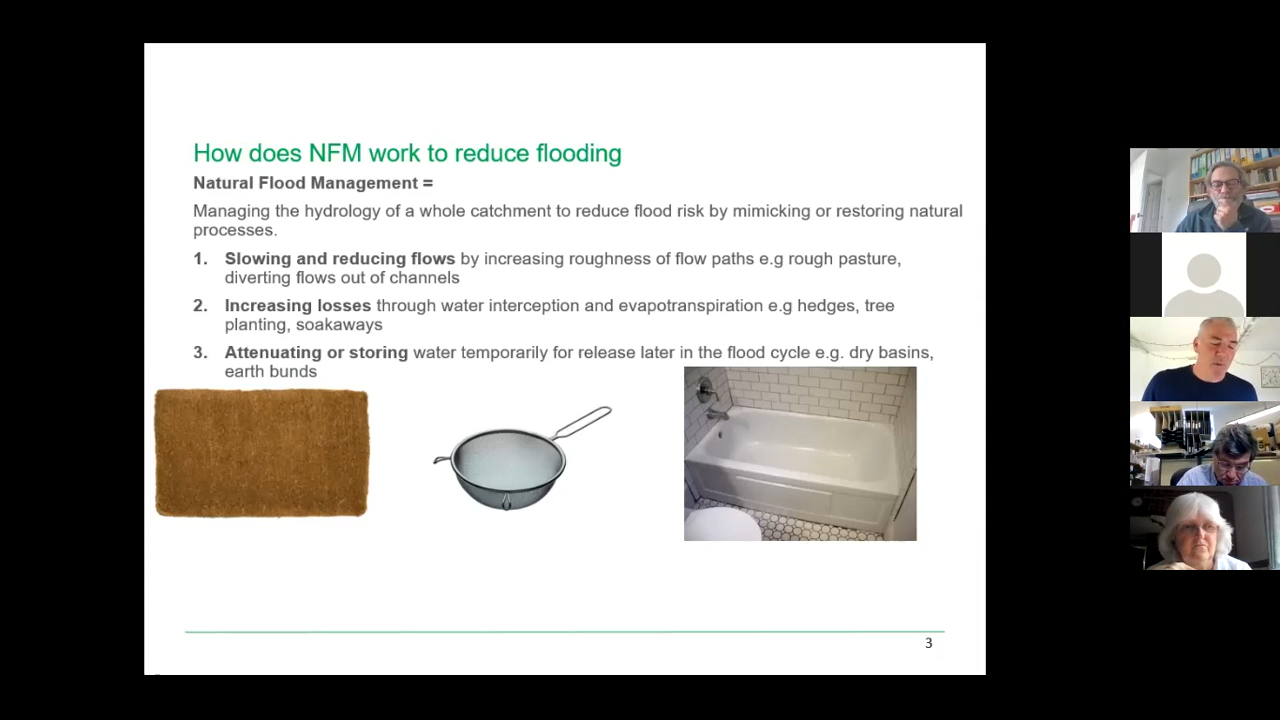 How does NFM work to reduce flooding
Natural Flood Management =
Managing the hydrology of a whole catchment to reduce flood risk by mimicking or restoring natural
processes.
1. Slowing and reducing flows by increasing roughness of flow paths e.g rough pasture,
diverting flows out of channels
2. Increasing losses through water interception and evapotranspiration e.g hedges, tree
planting, soakaways
3. Attenuating or storing water temporarily for release later in the flood cycle e.g. dry basins,
earth bunds
3